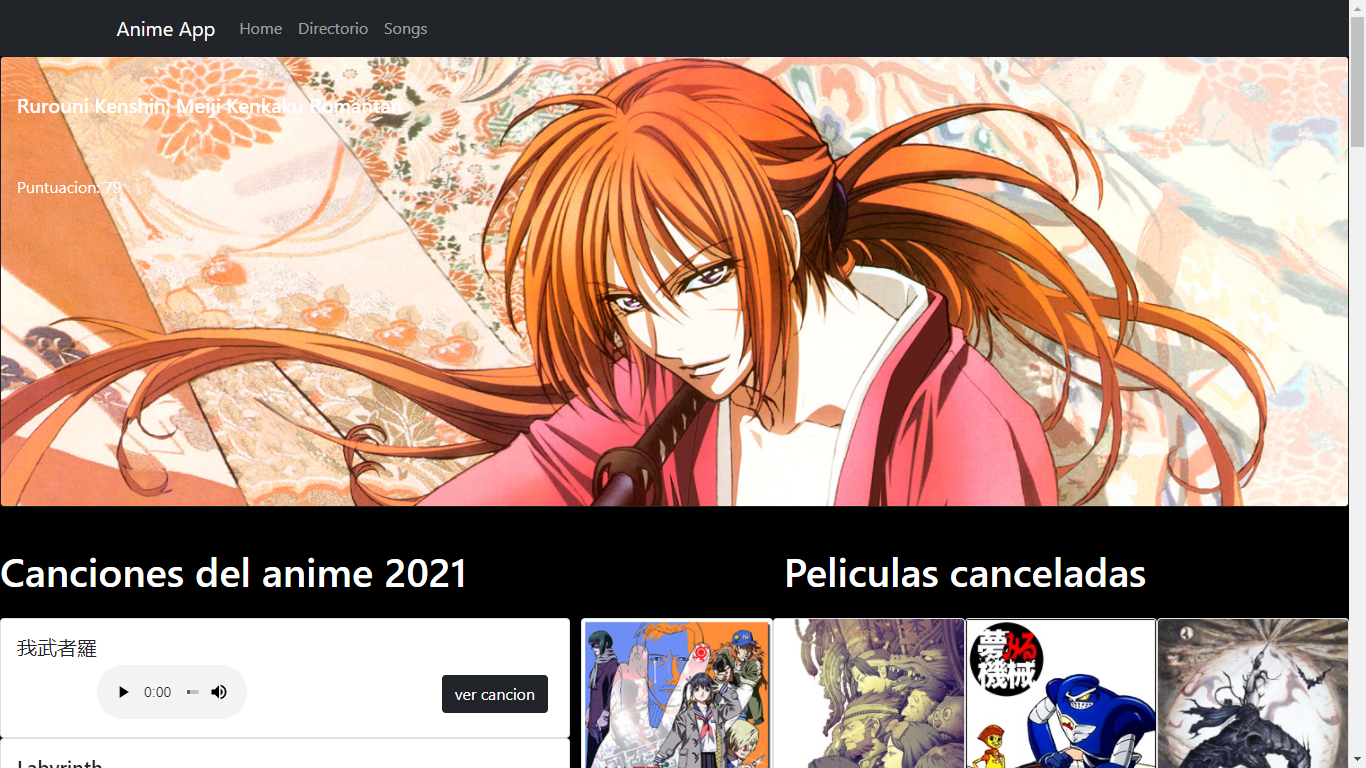 Anime App Home Directorio Songs
Rurouni Kenshin: Meiji Kenkaku Romantan
Puntuacion: 79
Canciones del anime 2021
Peliculas canceladas
我武者羅
0:00
ver cancion
Labyrinth
夢みる
機械